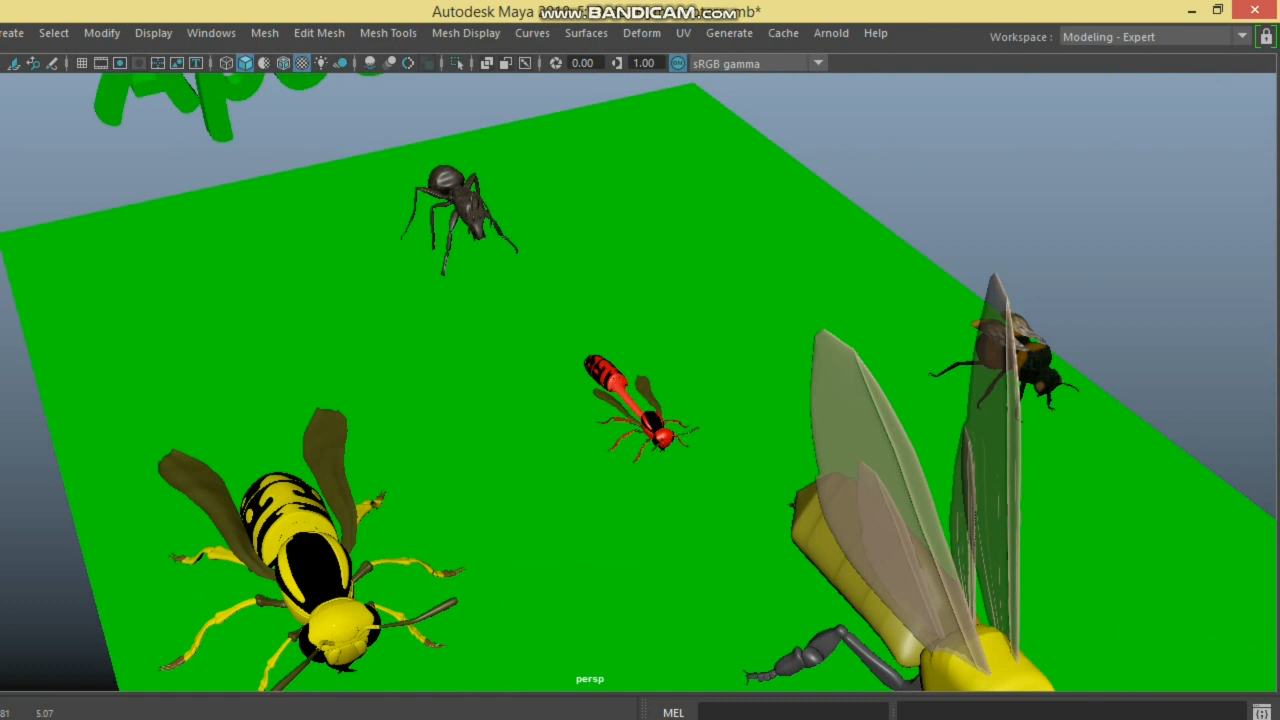 Autodesk Maya 2018: www.BANDICAM.com mb*
reate Select Modify Display Windows Mesh Edit Mesh Mesh Tools Mesh Display Curves Surfaces Deform UV Generate Cache Arnold Help Workspace : Modeling - Expert
0.00 1.00 ON sRGB gamma
persp
81 5.07 MEL